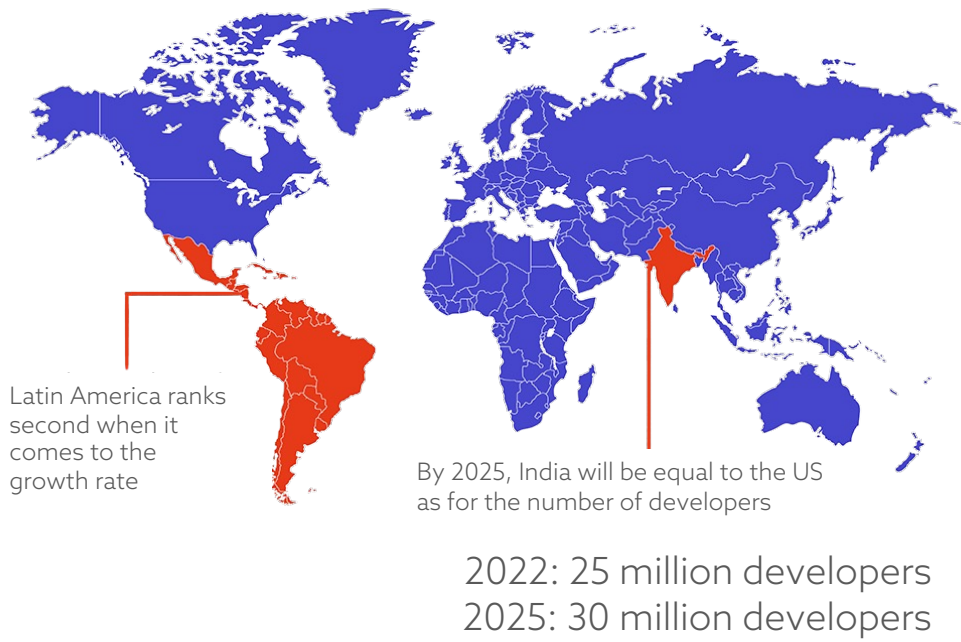 Latin America ranks
second when it
comes to the
growth rate
By 2025, India will be equal to the US
as for the number of developers
2022: 25 million developers
2025: 30 million developers